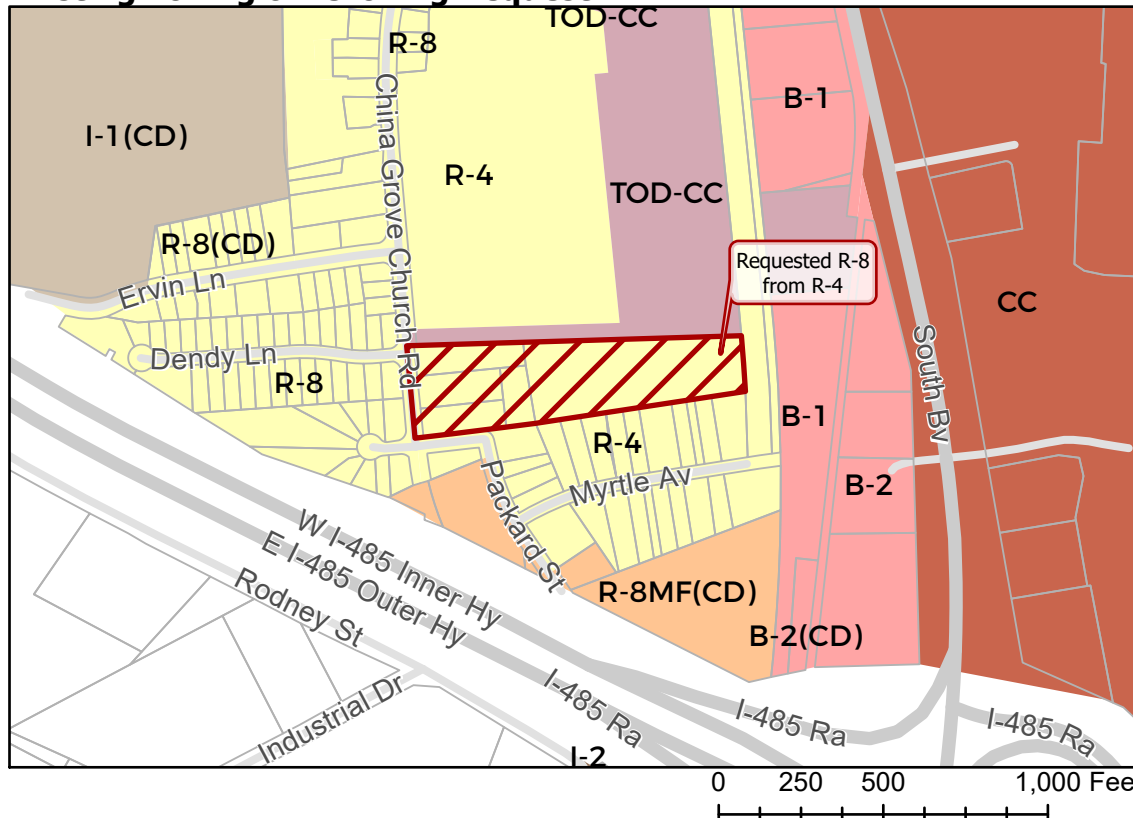 TOD-CC
R-8
B-1
I-1(CD)
China Grove Church Rd
R-4
TOD-CC
R-8(CD)
Requested R-8
from R-4
Ervin Ln
CC
South Bv
Dendy Ln
R-8
B-1
R-4
Packard St
Myrtle Av
B-2
W I-485 Inner Hy
E I-485 Outer Hy
Rodney St
R-8MF(CD)
B-2(CD)
I-485 Ra
I-485 Ra
I-485 Ra
Industrial Dr
I-2
0 250 500 1,000 Fee